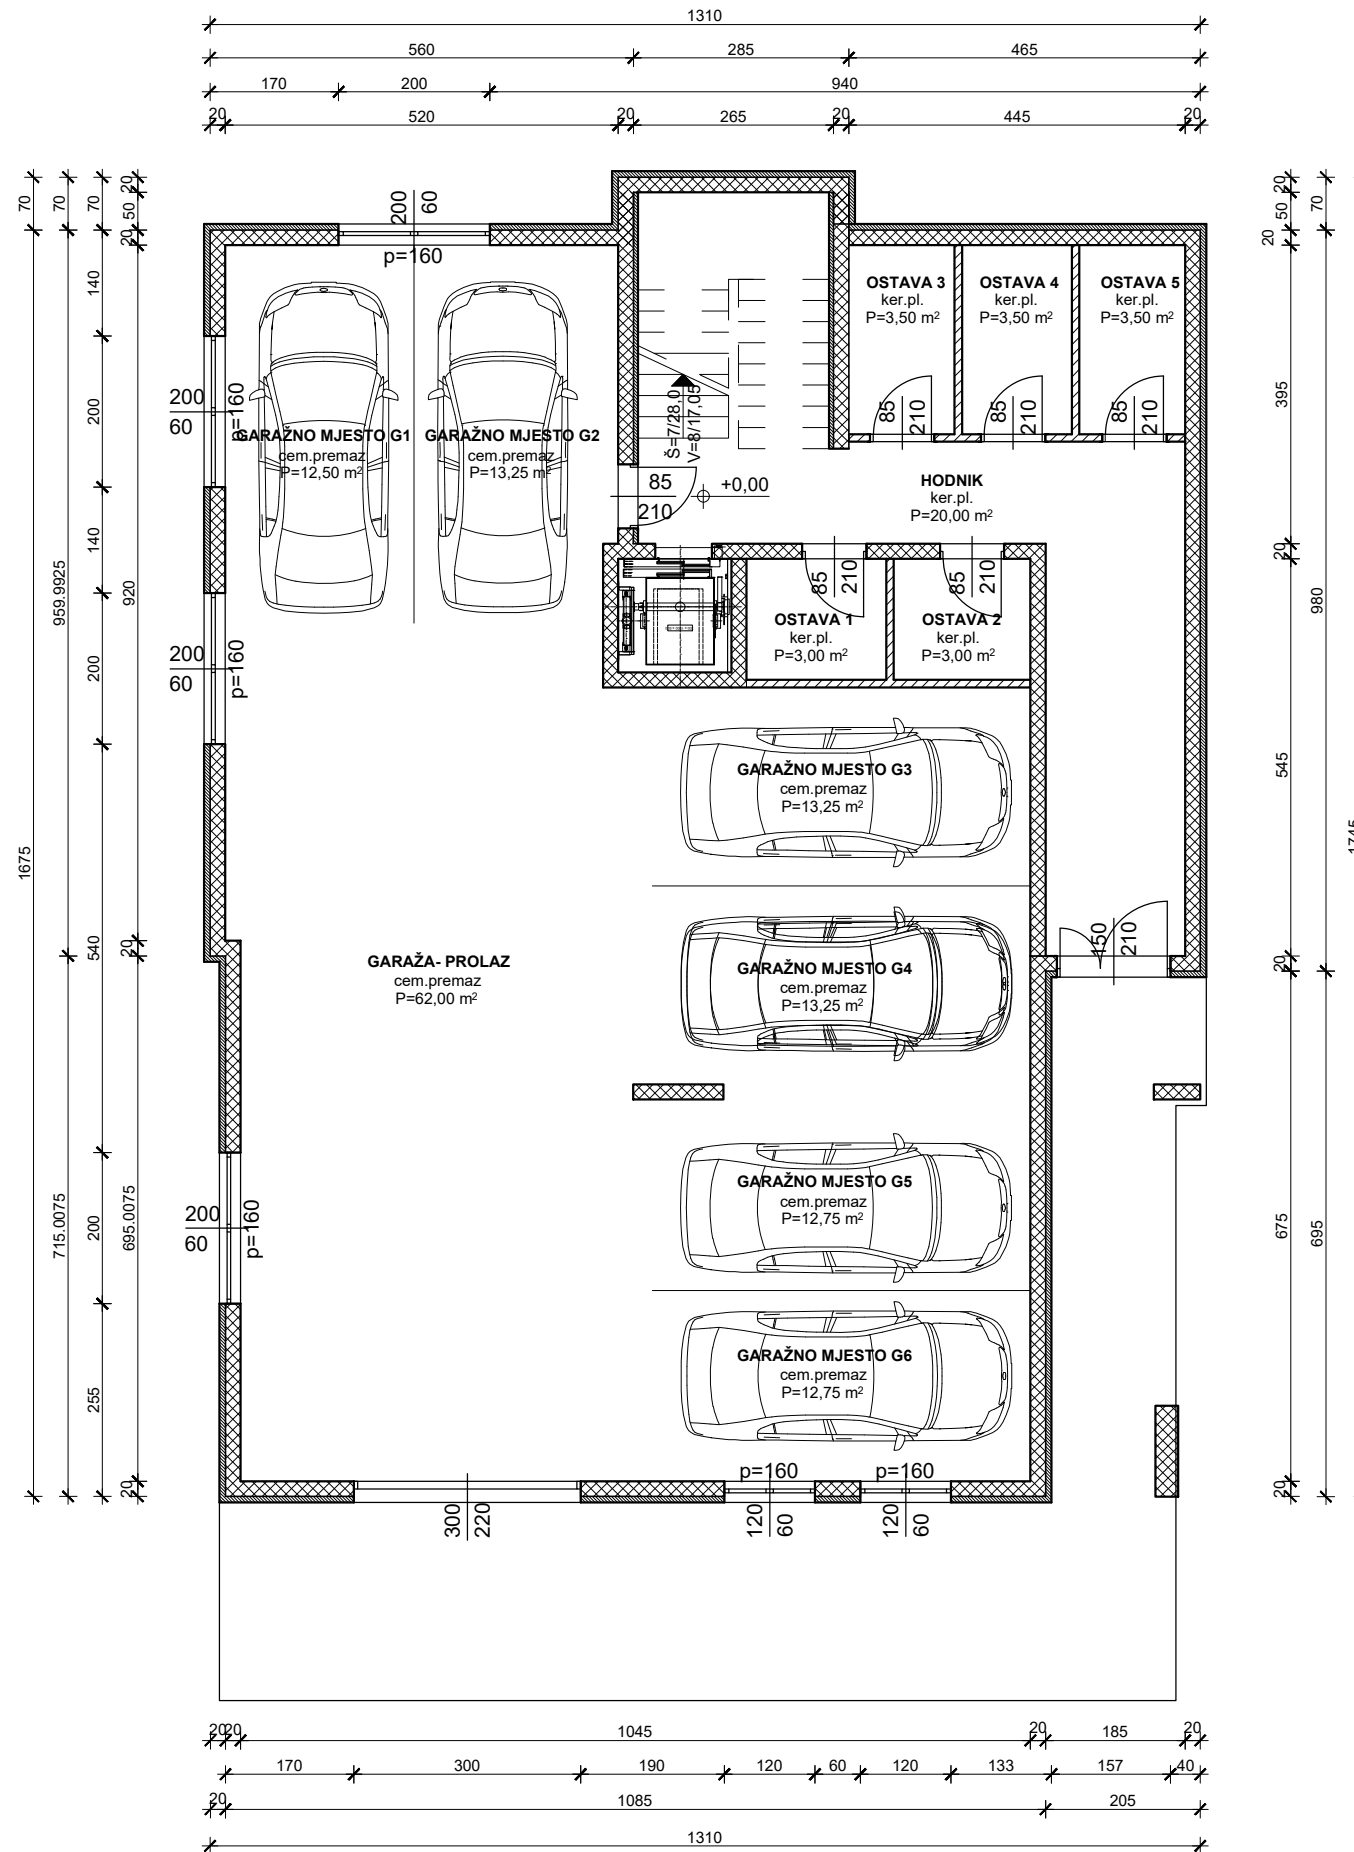 1310
560
285
465
170
200
940
20
520
20
265
20
445
20
70
70
70
20
50
20
200
60
p=160
20
50
20
70
140
200
140
200
540
200
255
959.9925
920
1675
20
20
715.0075
695.0075
20
395
20
545
20
675
20
980
695
1745
OSTAVA 3
ker.pl.
P=3,50 m²
OSTAVA 4
ker.pl.
P=3,50 m²
OSTAVA 5
ker.pl.
P=3,50 m²
85
210
85
210
85
210
200
60
p=160
GARAŽNO MJESTO G1
cem.premaz
P=12,50 m²
GARAŽNO MJESTO G2
cem.premaz
P=13,25 m²
Š=7/28,0
V=8/17,05
85
210
+0,00
HODNIK
ker.pl.
P=20,00 m²
85
210
85
210
OSTAVA 1
ker.pl.
P=3,00 m²
OSTAVA 2
ker.pl.
P=3,00 m²
200
60
p=160
GARAŽNO MJESTO G3
cem.premaz
P=13,25 m²
GARAŽA- PROLAZ
cem.premaz
P=62,00 m²
GARAŽNO MJESTO G4
cem.premaz
P=13,25 m²
150
210
200
60
p=160
GARAŽNO MJESTO G5
cem.premaz
P=12,75 m²
GARAŽNO MJESTO G6
cem.premaz
P=12,75 m²
p=160
p=160
300
220
120
60
120
60
20
20
1045
20
185
20
170
300
190
120
60
120
133
157
40
20
1085
205
1310